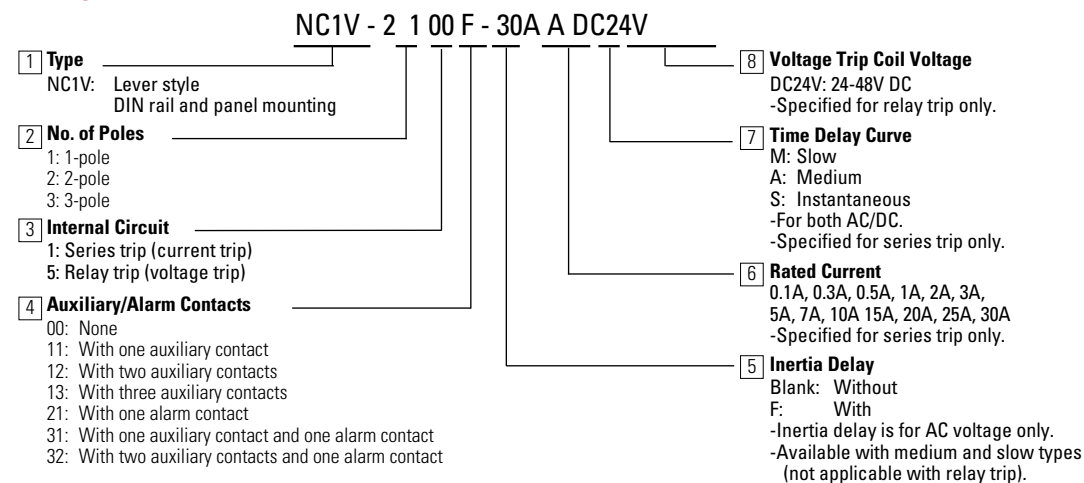 NC1V - 2 1 00 F - 30A A DC24V
1 Type
NC1V: Lever style
DIN rail and panel mounting
2 No. of Poles
1: 1-pole
2: 2-pole
3: 3-pole
3 Internal Circuit
1: Series trip (current trip)
5: Relay trip (voltage trip)
4 Auxiliary/Alarm Contacts
00: None
11: With one auxiliary contact
12: With two auxiliary contacts
13: With three auxiliary contacts
21: With one alarm contact
31: With one auxiliary contact and one alarm contact
32: With two auxiliary contacts and one alarm contact
8 Voltage Trip Coil Voltage
DC24V: 24-48V DC
-Specified for relay trip only.
7 Time Delay Curve
M: Slow
A: Medium
S: Instantaneous
-For both AC/DC.
-Specified for series trip only.
6 Rated Current
0.1A, 0.3A, 0.5A, 1A, 2A, 3A,
5A, 7A, 10A 15A, 20A, 25A, 30A
-Specified for series trip only.
5 Inertia Delay
Blank: Without
F: With
-Inertia delay is for AC voltage only.
-Available with medium and slow types
(not applicable with relay trip).